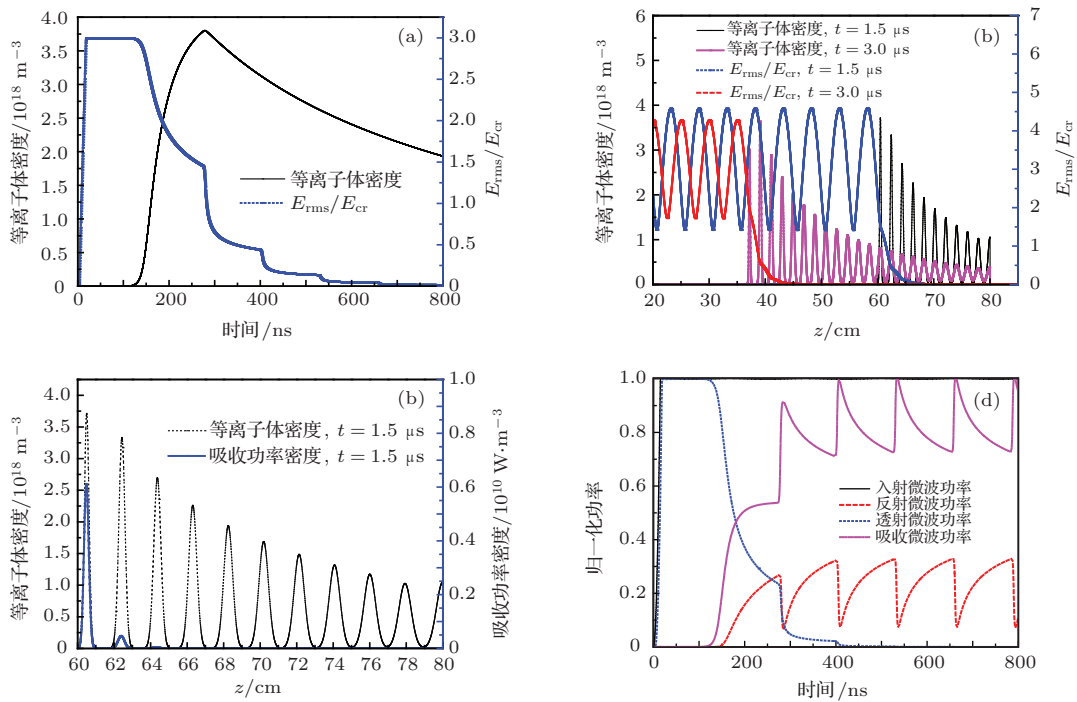 (a)
等离子体密度/10¹⁸ m⁻³
4.0
3.5
3.0
2.5
2.0
1.5
1.0
0.5
0
等离子体密度
E_rms/E_cr
3.0
2.5
2.0
1.5
1.0
0.5
0
E_rms/E_cr
0 200 400 600 800
时间/ns
(b)
等离子体密度/10¹⁸ m⁻³
6
5
4
3
2
1
0
等离子体密度, t = 1.5 μs
等离子体密度, t = 3.0 μs
E_rms/E_cr, t = 1.5 μs
E_rms/E_cr, t = 3.0 μs
7
6
5
4
3
2
1
0
E_rms/E_cr
20 30 40 50 60 70 80
z/cm
(b)
等离子体密度/10¹⁸ m⁻³
4.0
3.5
3.0
2.5
2.0
1.5
1.0
0.5
0
等离子体密度, t = 1.5 μs
吸收功率密度, t = 1.5 μs
1.0
0.8
0.6
0.4
0.2
0
吸收功率密度/10¹⁰ W·m⁻³
60 62 64 66 68 70 72 74 76 78 80
z/cm
(d)
归一化功率
1.0
0.8
0.6
0.4
0.2
0
入射微波功率
反射微波功率
透射微波功率
吸收微波功率
0 200 400 600 800
时间/ns